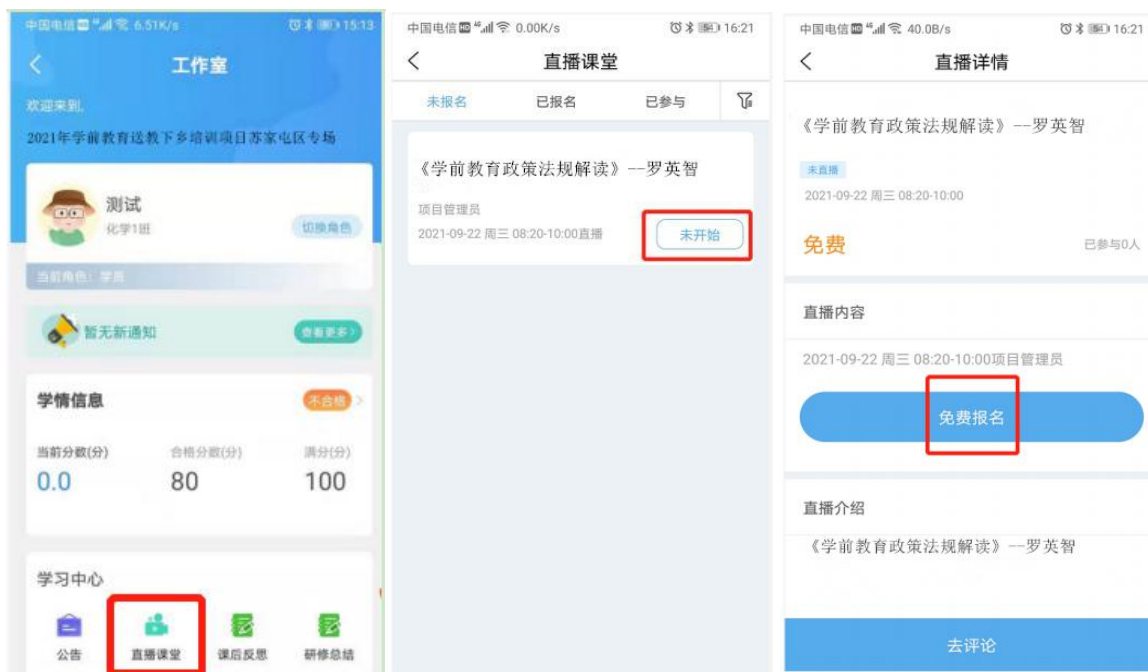 中国电信 HD 46 6.51K/s 15:13
工作室
欢迎来到,
2021年学前教育送教下乡培训项目苏家屯区专场
测试
化学1班
切换角色
当前角色：学员
暂无新通知
查看更多>
学情信息
不合格
当前分数(分) 合格分数(分) 满分(分)
0.0 80 100
学习中心
公告 直播课堂 课后反思 研修总结
中国电信 HD 46 0.00K/s 16:21
直播课堂
未报名 已报名 已参与
《学前教育政策法规解读》--罗英智
项目管理员
2021-09-22 周三 08:20-10:00直播
未开始
中国电信 HD 46 40.0B/s 16:21
直播详情
《学前教育政策法规解读》--罗英智
未直播
2021-09-22 周三 08:20-10:00
免费 已参与0人
直播内容
2021-09-22 周三 08:20-10:00项目管理员
免费报名
直播介绍
《学前教育政策法规解读》--罗英智
去评论